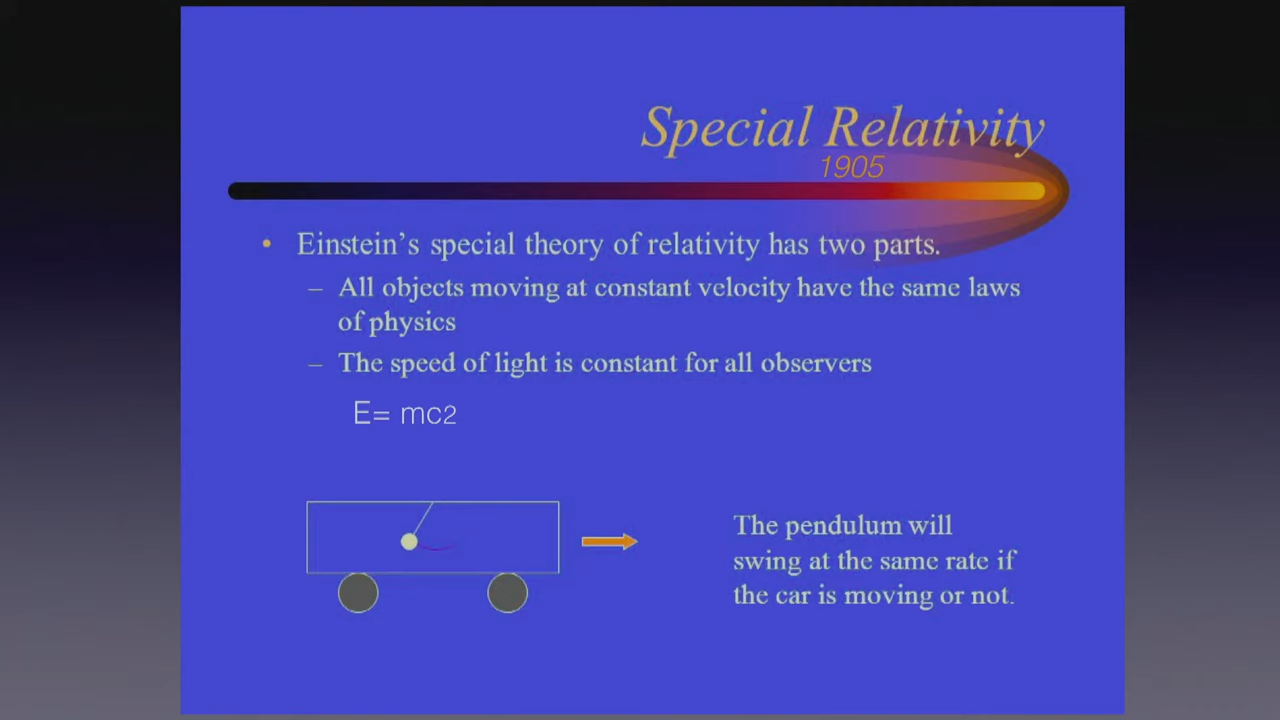 Special Relativity
1905
• Einstein's special theory of relativity has two parts.
– All objects moving at constant velocity have the same laws
of physics
– The speed of light is constant for all observers
E= mc2
The pendulum will
swing at the same rate if
the car is moving or not.